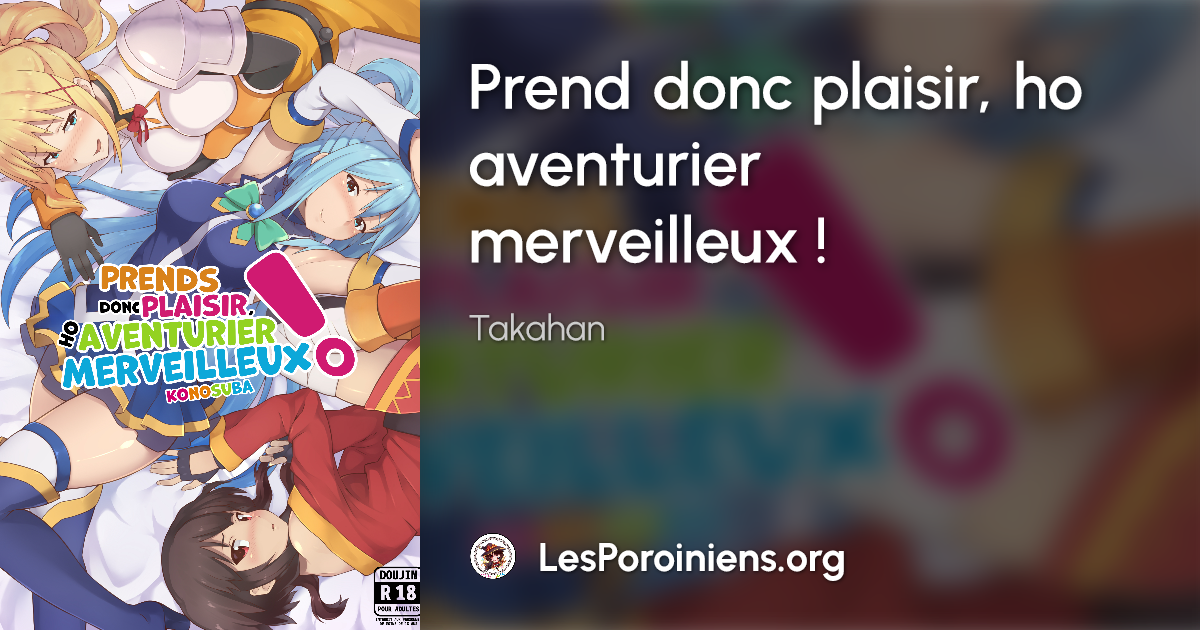 PRENDS
DONC PLAISIR,
HO AVENTURIER
MERVEILLEUX !
KONOSUBA
DOUJIN
R 18
POUR ADULTES
Prend donc plaisir, ho
aventurier
merveilleux !
Takahan
LesPoroiniens.org